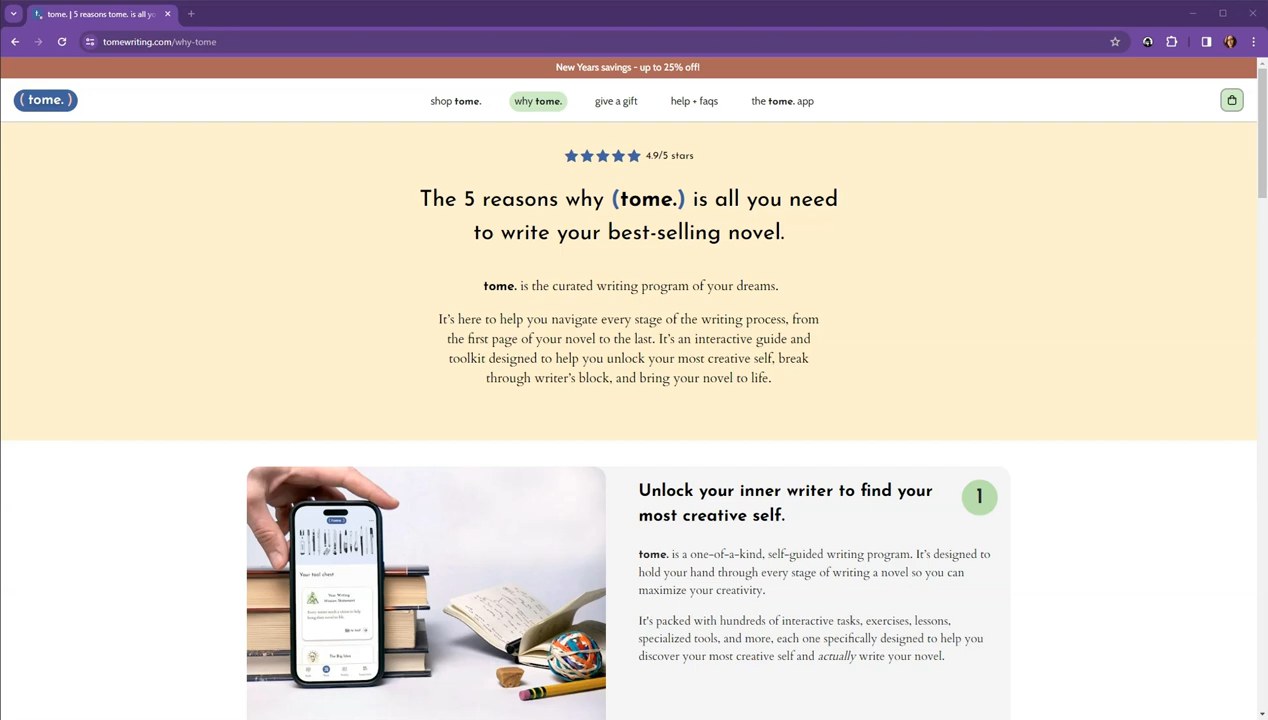 tome. | 5 reasons tome. is all yo
tomewriting.com/why-tome
New Years savings - up to 25% off!
( tome. )
shop tome.
why tome.
give a gift
help + faqs
the tome. app
4.9/5 stars
The 5 reasons why (tome.) is all you need
to write your best-selling novel.
tome. is the curated writing program of your dreams.
It's here to help you navigate every stage of the writing process, from
the first page of your novel to the last. It's an interactive guide and
toolkit designed to help you unlock your most creative self, break
through writer's block, and bring your novel to life.
(tome.)
Your tool chest
Your Writing
Mission Statement
The Big Idea
Unlock your inner writer to find your
most creative self.
1
tome. is a one-of-a-kind, self-guided writing program. It's designed to
hold your hand through every stage of writing a novel so you can
maximize your creativity.
It's packed with hundreds of interactive tasks, exercises, lessons,
specialized tools, and more, each one specifically designed to help you
discover your most creative self and actually write your novel.